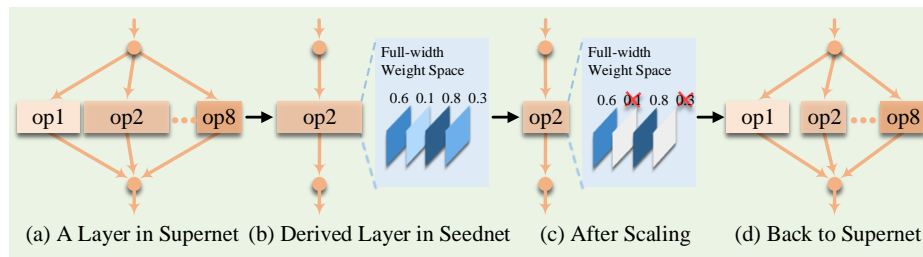 op1 op2 op8
(a) A Layer in Supernet
op2
Full-width
Weight Space
0.6 0.1 0.8 0.3
(b) Derived Layer in Seednet
op2
Full-width
Weight Space
0.6 0.1 0.8 0.3
(c) After Scaling
op1 op2 op8
(d) Back to Supernet